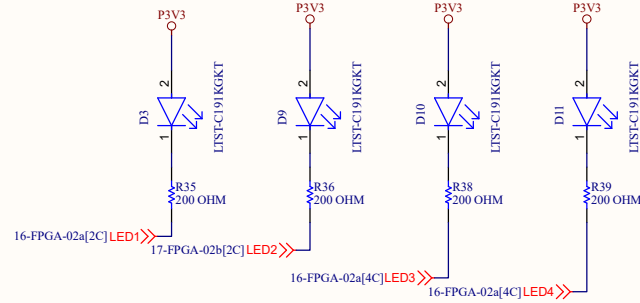 P3V3 P3V3 P3V3 P3V3
2 2 2 2
D3 LTST-C191KGKT D9 LTST-C191KGKT D10 LTST-C191KGKT D11 LTST-C191KGKT
1 1 1 1
R35 R36 R38 R39
200 OHM 200 OHM 200 OHM 200 OHM
16-FPGA-02a[2C] LED1
17-FPGA-02b[2C] LED2
16-FPGA-02a[4C] LED3
16-FPGA-02a[4C] LED4